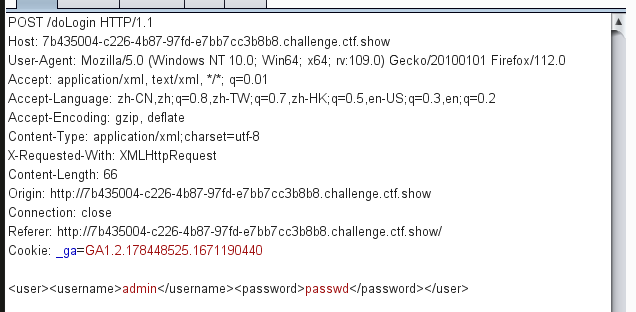 POST /doLogin HTTP/1.1
Host: 7b435004-c226-4b87-97fd-e7bb7cc3b8b8.challenge.ctf.show
User-Agent: Mozilla/5.0 (Windows NT 10.0; Win64; x64; rv:109.0) Gecko/20100101 Firefox/112.0
Accept: application/xml, text/xml, */*; q=0.01
Accept-Language: zh-CN,zh;q=0.8,zh-TW;q=0.7,zh-HK;q=0.5,en-US;q=0.3,en;q=0.2
Accept-Encoding: gzip, deflate
Content-Type: application/xml;charset=utf-8
X-Requested-With: XMLHttpRequest
Content-Length: 66
Origin: http://7b435004-c226-4b87-97fd-e7bb7cc3b8b8.challenge.ctf.show
Connection: close
Referer: http://7b435004-c226-4b87-97fd-e7bb7cc3b8b8.challenge.ctf.show/
Cookie: _ga=GA1.2.178448525.1671190440
<user><username>admin</username><password>passwd</password></user>